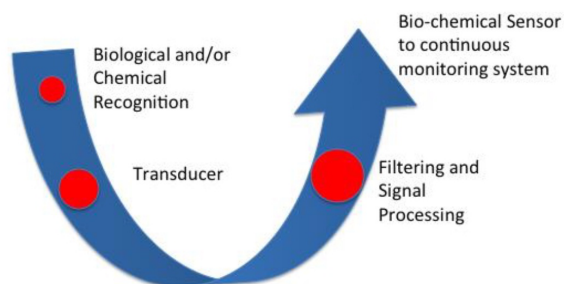 Biological and/or
Chemical
Recognition
Transducer
Bio-chemical Sensor
to continuous
monitoring system
Filtering and
Signal
Processing